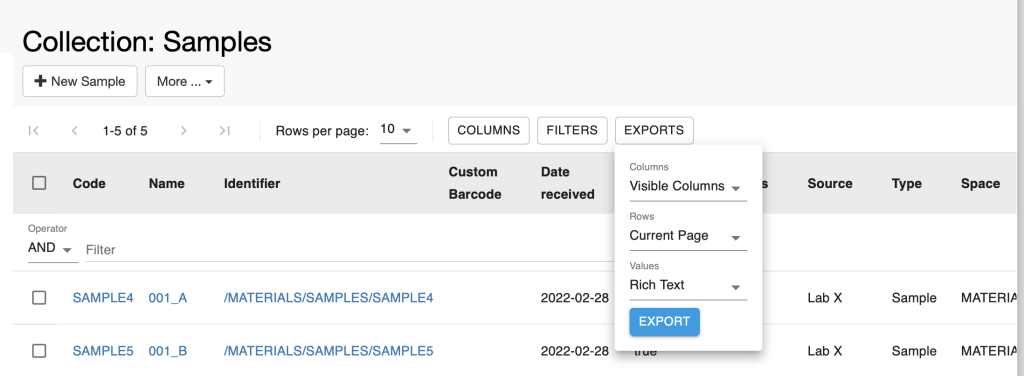 Collection: Samples
+ New Sample
More ...
1-5 of 5
Rows per page: 10
COLUMNS
FILTERS
EXPORTS
Code
Name
Identifier
Custom
Barcode
Date
received
s
Source
Type
Space
Columns
Visible Columns
Rows
Current Page
Values
Rich Text
EXPORT
Operator
AND
Filter
SAMPLE4 001_A /MATERIALS/SAMPLES/SAMPLE4 2022-02-28 Lab X Sample MATERIA
SAMPLE5 001_B /MATERIALS/SAMPLES/SAMPLE5 2022-02-28 true Lab X Sample MATERIA